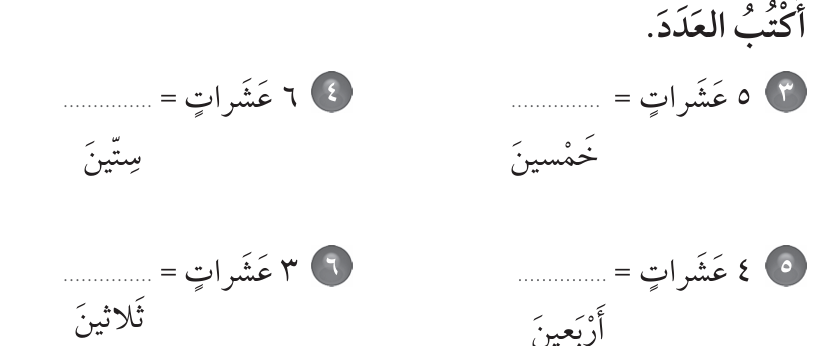 أَكْتُبُ العَدَدَ.
٣ ٥ عَشَراتٍ = ...............
خَمْسينَ
٤ ٦ عَشَراتٍ = ...............
سِتّينَ
٥ ٤ عَشَراتٍ = ...............
أَرْبَعينَ
٦ ٣ عَشَراتٍ = ...............
ثَلاثينَ